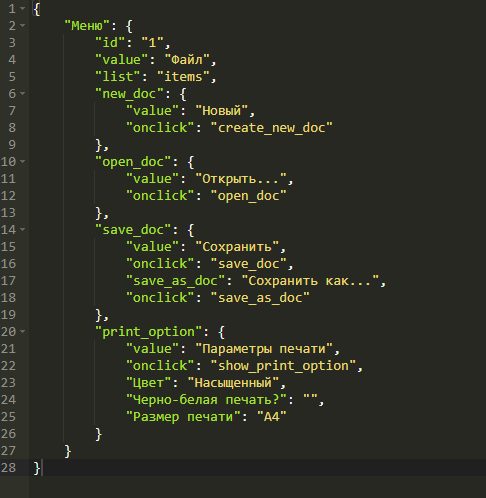 1 {
2 "Меню": {
3 "id": "1",
4 "value": "Файл",
5 "list": "items",
6 "new_doc": {
7 "value": "Новый",
8 "onclick": "create_new_doc"
9 },
10 "open_doc": {
11 "value": "Открыть...",
12 "onclick": "open_doc"
13 },
14 "save_doc": {
15 "value": "Сохранить",
16 "onclick": "save_doc",
17 "save_as_doc": "Сохранить как...",
18 "onclick": "save_as_doc"
19 },
20 "print_option": {
21 "value": "Параметры печати",
22 "onclick": "show_print_option",
23 "Цвет": "Насыщенный",
24 "Черно-белая печать?": "",
25 "Размер печати": "А4"
26 }
27 }
28 }